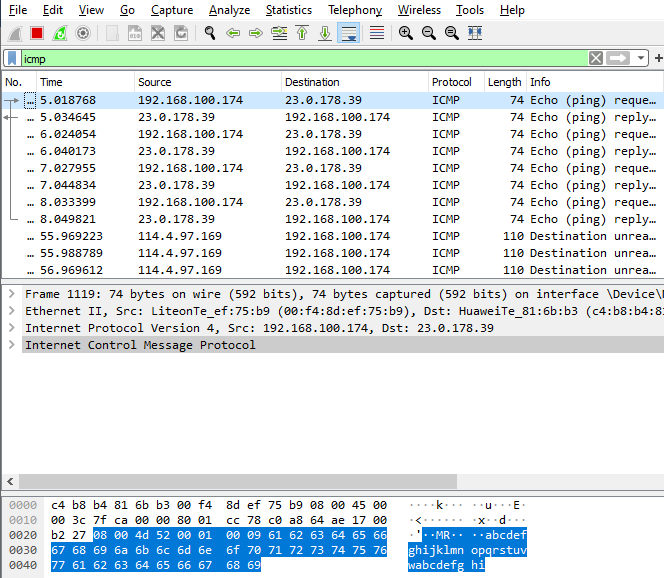 File Edit View Go Capture Analyze Statistics Telephony Wireless Tools Help
icmp
No. Time Source Destination Protocol Length Info
… 5.018768 192.168.100.174 23.0.178.39 ICMP 74 Echo (ping) reque…
… 5.034645 23.0.178.39 192.168.100.174 ICMP 74 Echo (ping) reply…
… 6.024054 192.168.100.174 23.0.178.39 ICMP 74 Echo (ping) reque…
… 6.040173 23.0.178.39 192.168.100.174 ICMP 74 Echo (ping) reply…
… 7.027955 192.168.100.174 23.0.178.39 ICMP 74 Echo (ping) reque…
… 7.044834 23.0.178.39 192.168.100.174 ICMP 74 Echo (ping) reply…
… 8.033399 192.168.100.174 23.0.178.39 ICMP 74 Echo (ping) reque…
… 8.049821 23.0.178.39 192.168.100.174 ICMP 74 Echo (ping) reply…
… 55.969223 114.4.97.169 192.168.100.174 ICMP 110 Destination unrea…
… 55.988789 114.4.97.169 192.168.100.174 ICMP 110 Destination unrea…
… 56.969612 114.4.97.169 192.168.100.174 ICMP 110 Destination unrea…
Frame 1119: 74 bytes on wire (592 bits), 74 bytes captured (592 bits) on interface \Device\
Ethernet II, Src: LiteonTe_ef:75:b9 (00:f4:8d:ef:75:b9), Dst: HuaweiTe_81:6b:b3 (c4:b8:b4:81
Internet Protocol Version 4, Src: 192.168.100.174, Dst: 23.0.178.39
Internet Control Message Protocol
0000 c4 b8 b4 81 6b b3 00 f4 8d ef 75 b9 08 00 45 00 ····k··· ··u···E·
0010 00 3c 7f ca 00 00 80 01 cc 78 c0 a8 64 ae 17 00 ·<······ ·x··d···
0020 b2 27 08 00 4d 52 00 01 00 09 61 62 63 64 65 66 ·'··MR·· ··abcdef
0030 67 68 69 6a 6b 6c 6d 6e 6f 70 71 72 73 74 75 76 ghijklmn opqrstuv
0040 77 61 62 63 64 65 66 67 68 69 wabcdefg hi